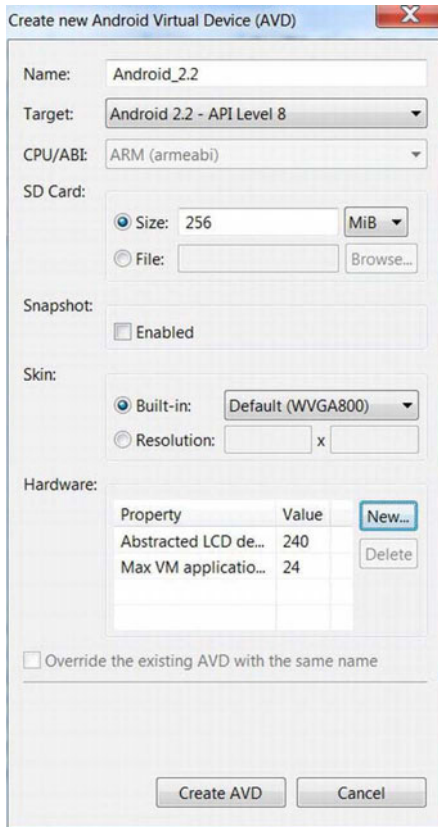 Create new Android Virtual Device (AVD)
X
Name: Android_2.2
Target: Android 2.2 - API Level 8
CPU/ABI: ARM (armeabi)
SD Card:
Size: 256 MiB
File: Browse...
Snapshot:
Enabled
Skin:
Built-in: Default (WVGA800)
Resolution: x
Hardware:
Property Value New...
Abstracted LCD de... 240
Delete
Max VM applicatio... 24
Override the existing AVD with the same name
Create AVD Cancel